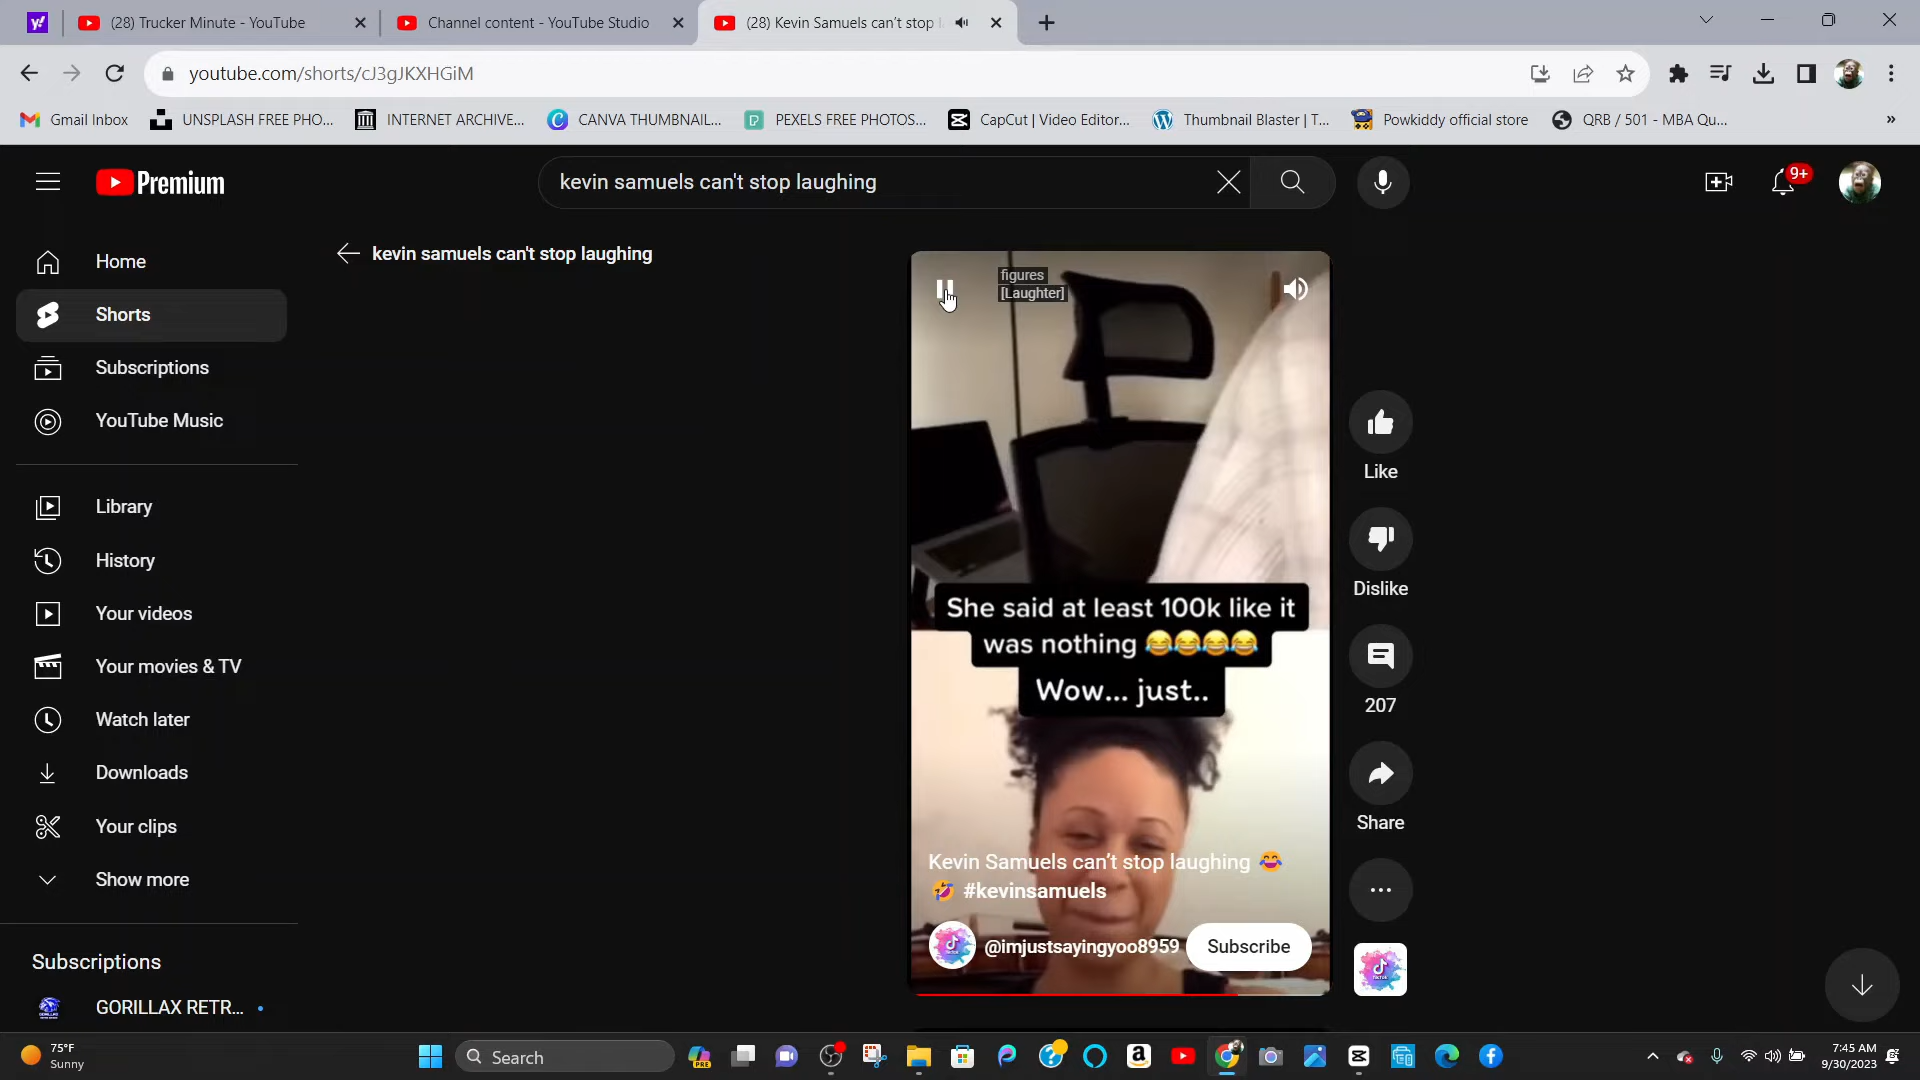 (28) Trucker Minute - YouTube
Channel content - YouTube Studio
(28) Kevin Samuels can't stop l
youtube.com/shorts/cJ3gJKXHGiM
Gmail Inbox
UNSPLASH FREE PHO...
INTERNET ARCHIVE...
CANVA THUMBNAIL...
PEXELS FREE PHOTOS...
CapCut | Video Editor...
Thumbnail Blaster | T...
Powkiddy official store
QRB / 501 - MBA Qu...
»
Premium
kevin samuels can't stop laughing
9+
Home
Shorts
Subscriptions
YouTube Music
Library
History
Your videos
Your movies & TV
Watch later
Downloads
Your clips
Show more
Subscriptions
GORILLAX RETR...
kevin samuels can't stop laughing
figures
[Laughter]
She said at least 100k like it
was nothing 😂😂😂😂
Wow... just..
Kevin Samuels can't stop laughing 😂
🤣 #kevinsamuels
@imjustsayingyoo8959
Subscribe
Like
Dislike
207
Share
75°F
Sunny
Search
PRE
7:45 AM
9/30/2023